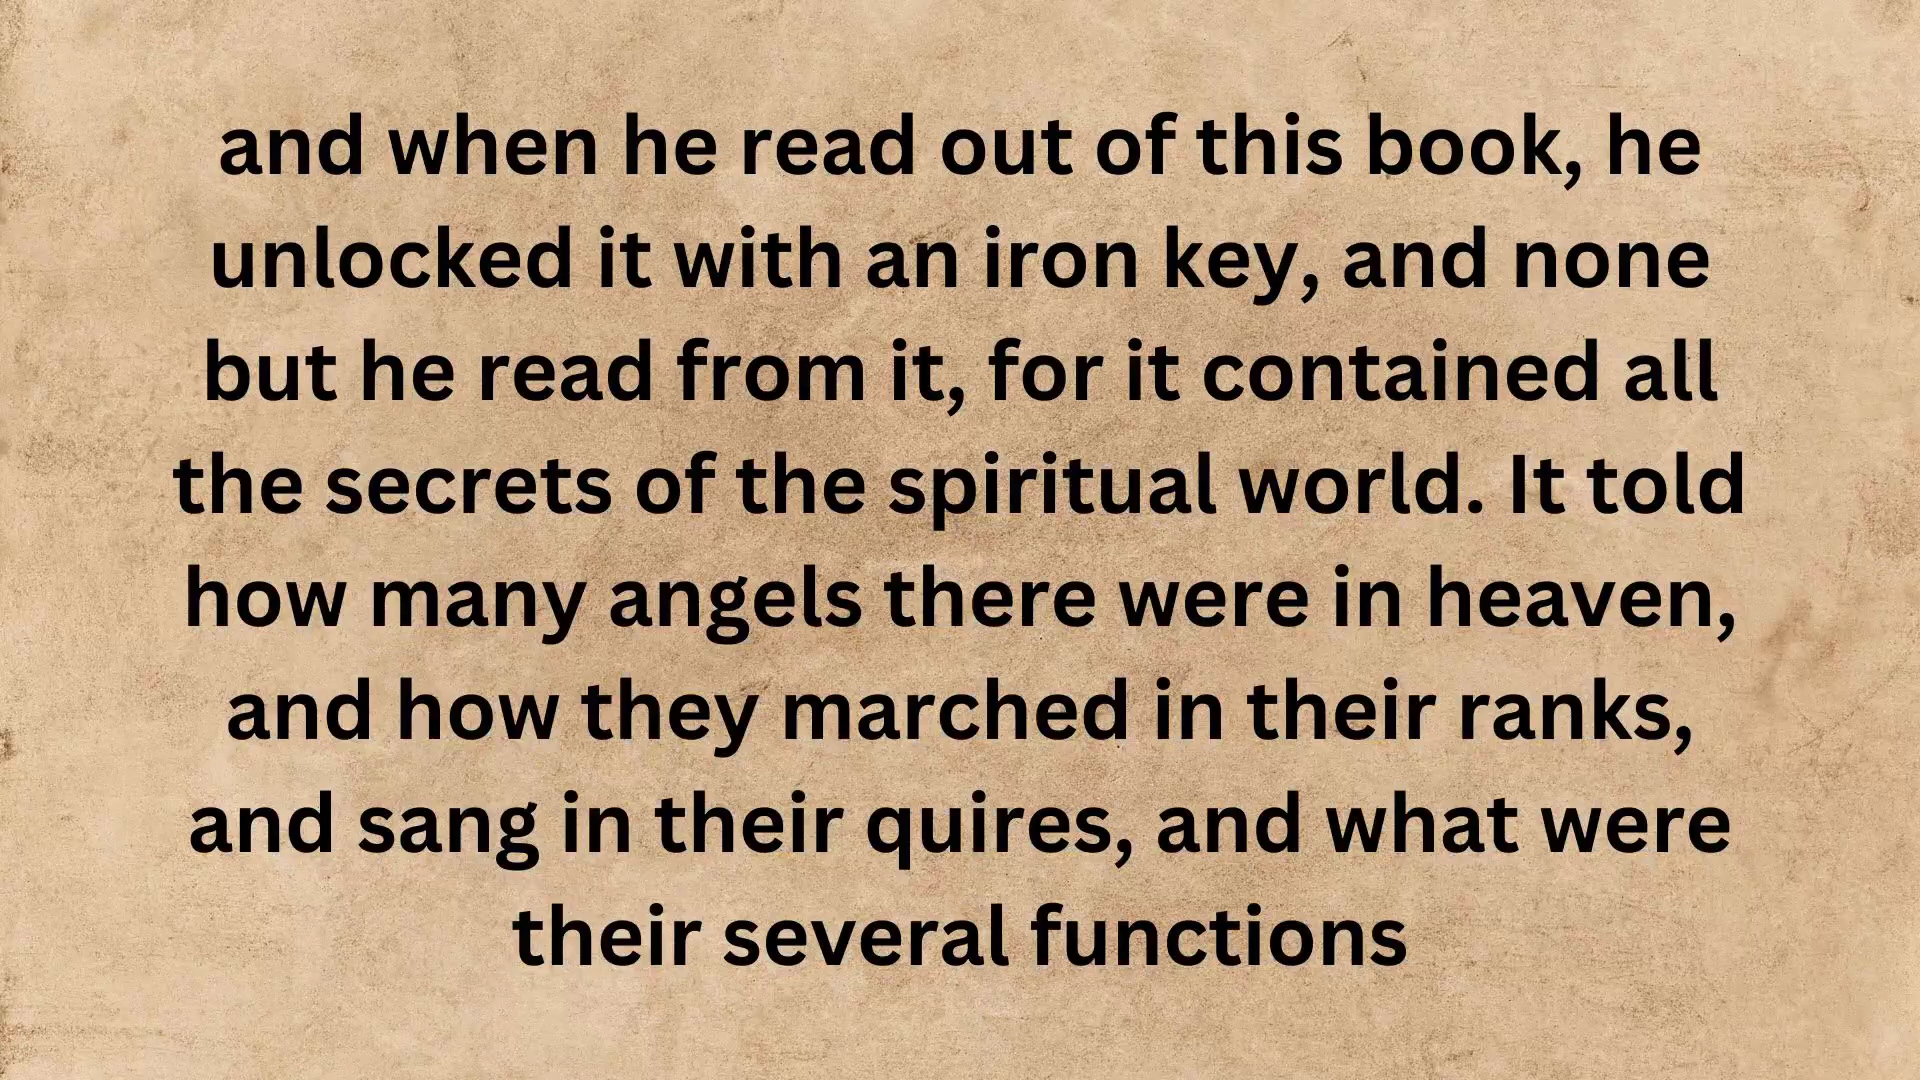 and when he read out of this book, he
unlocked it with an iron key, and none
but he read from it, for it contained all
the secrets of the spiritual world. It told
how many angels there were in heaven,
and how they marched in their ranks,
and sang in their quires, and what were
their several functions